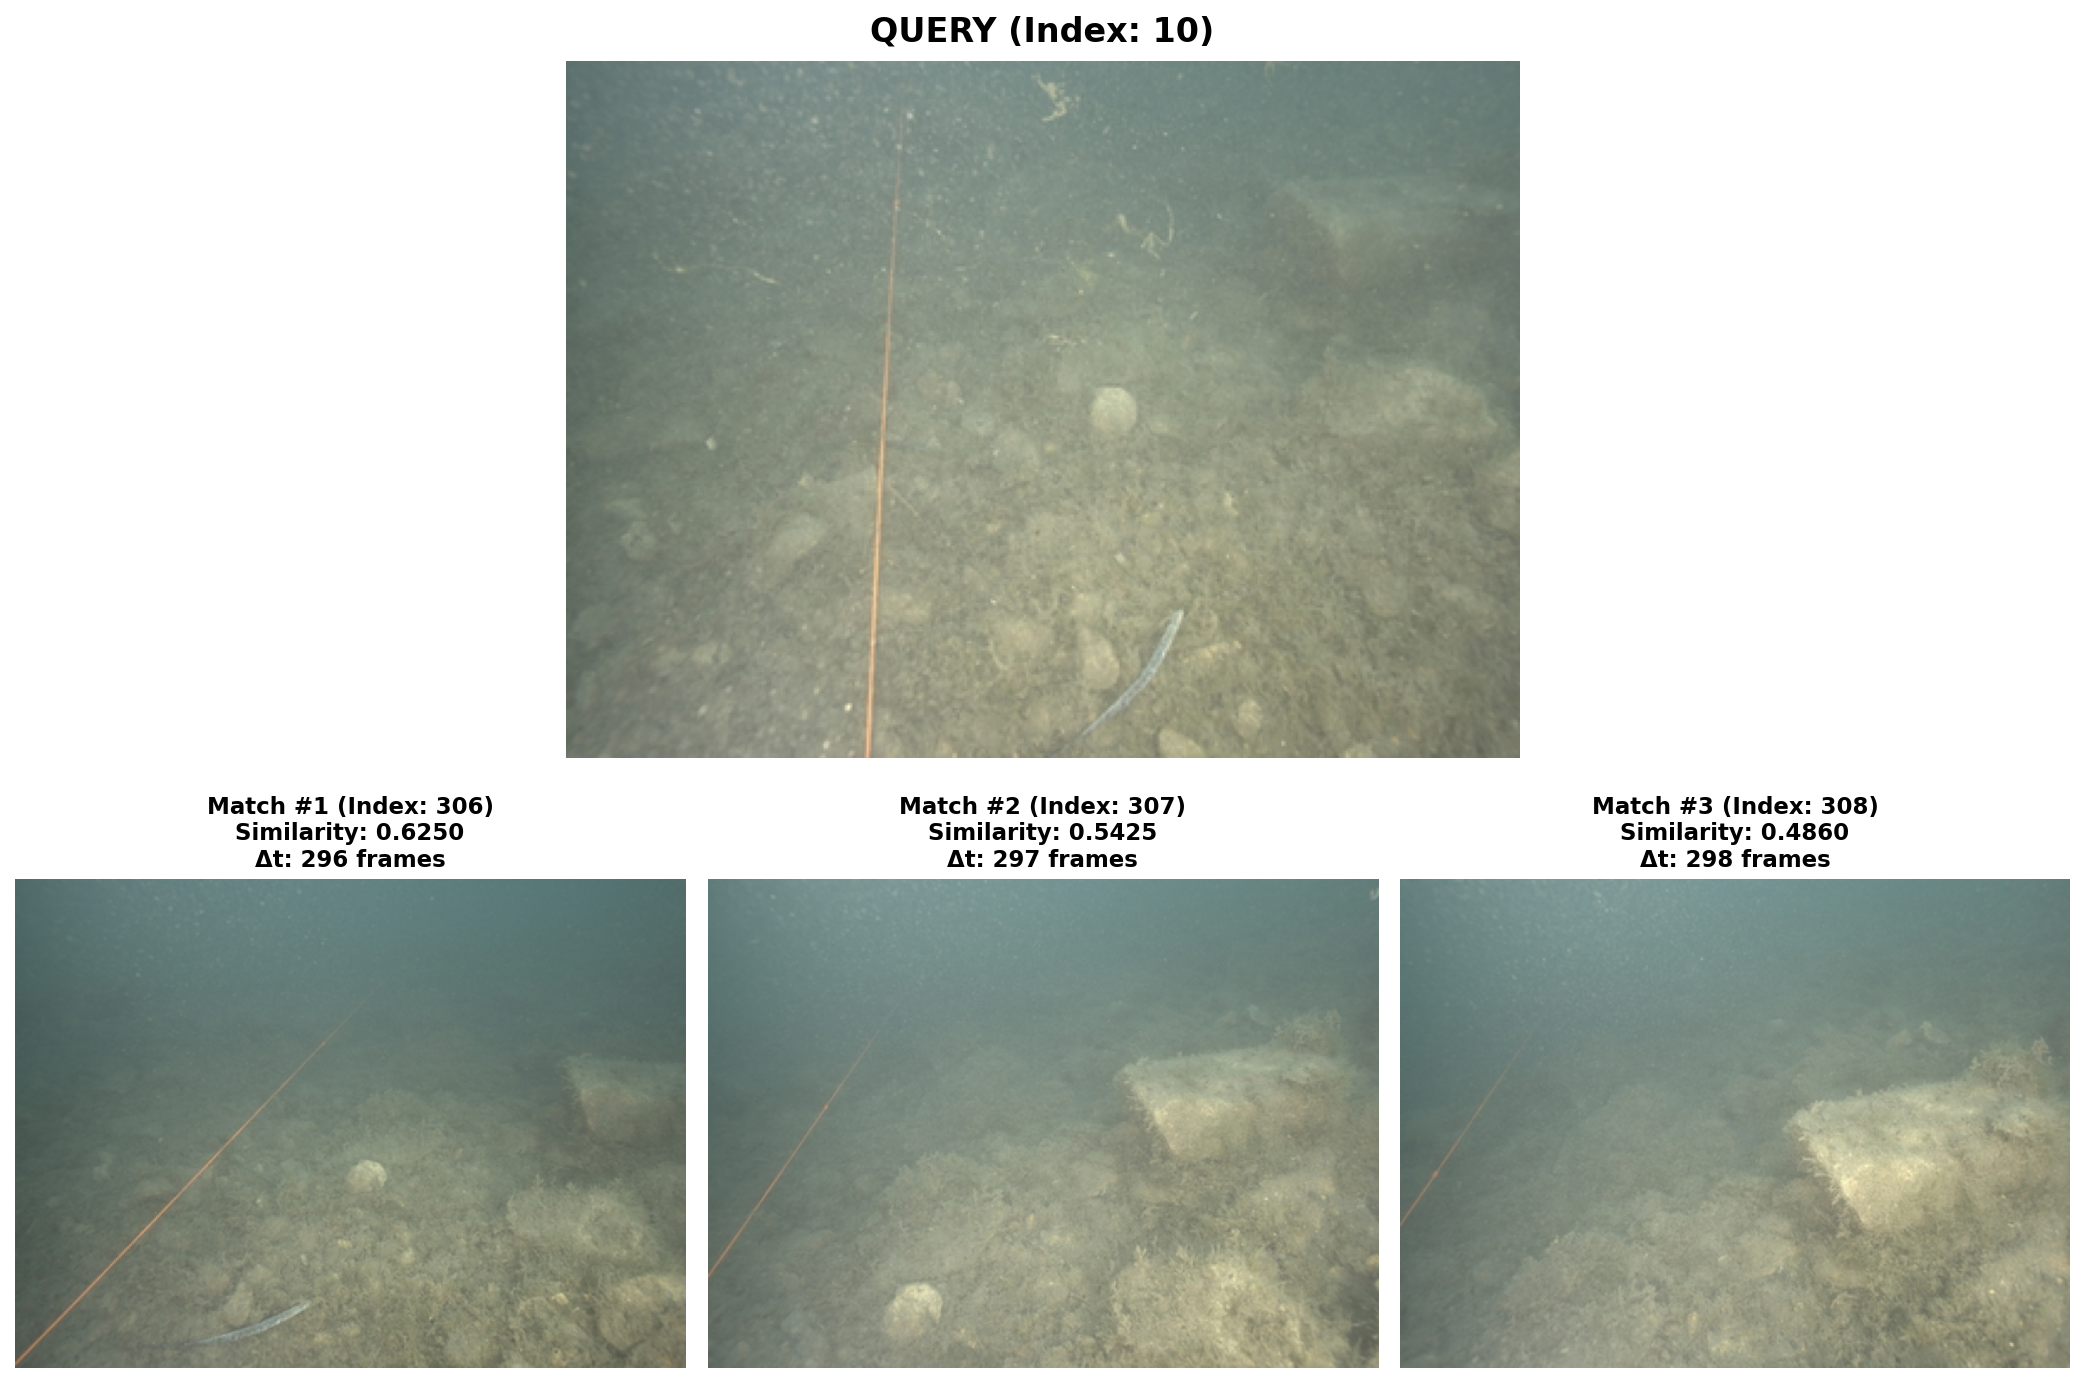 QUERY (Index: 10)
Match #1 (Index: 306)
Similarity: 0.6250
Δt: 296 frames
Match #2 (Index: 307)
Similarity: 0.5425
Δt: 297 frames
Match #3 (Index: 308)
Similarity: 0.4860
Δt: 298 frames